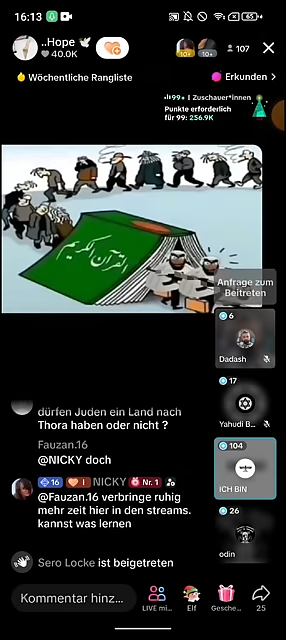 16:13
65
..Hope 🕊
40.0K
10+
10+
107
Wöchentliche Rangliste
Erkunden >
99+ | Zuschauer*innen
Punkte erforderlich
für 99: 256.9K
القرآن الكريم
Anfrage zum
Beitreten
6
Dadash
17
Yahudi B...
104
ICH BIN
26
odin
dürfen Juden ein Land nach
Thora haben oder nicht ?
Fauzan.16
@NICKY doch
16 I NICKY Nr. 1
@Fauzan.16 verbringe ruhig
mehr zeit hier in den streams.
kannst was lernen
Sero Locke ist beigetreten
Kommentar hinz...
LIVE mi...
Elf
Gesche...
25